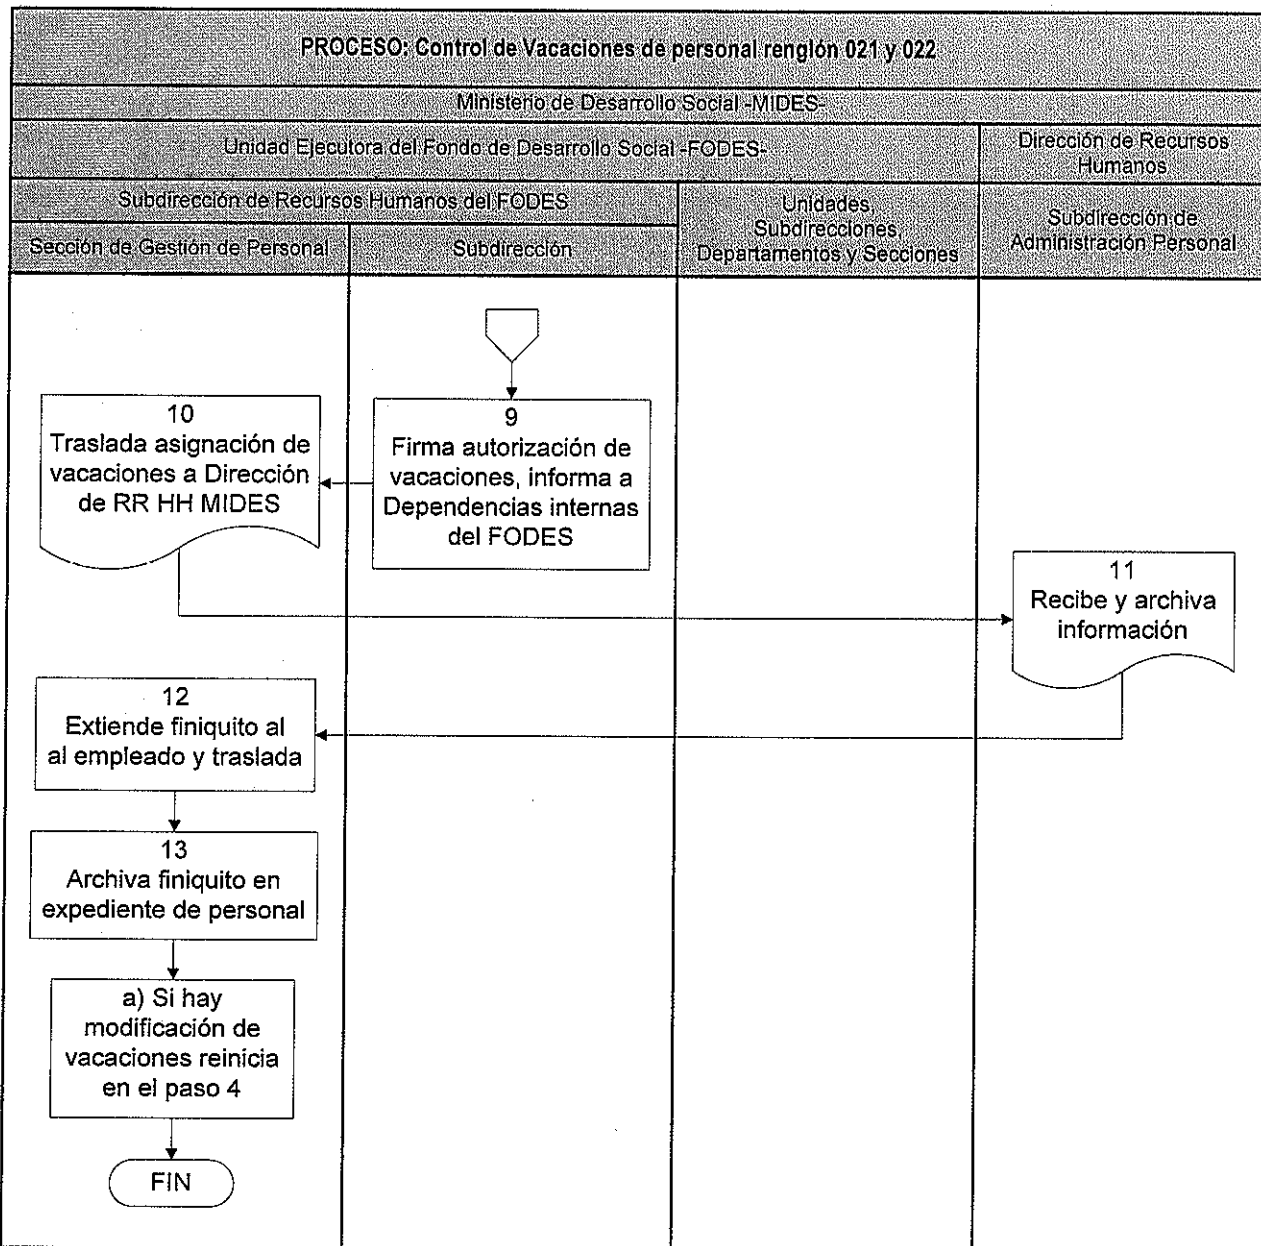 PROCESO: Control de Vacaciones de personal renglón 021 y 022
Ministerio de Desarrollo Social -MIDES-
Unidad Ejecutora del Fondo de Desarrollo Social -FODES-
Dirección de Recursos
Humanos
Subdirección de Recursos Humanos del FODES
Unidades,
Subdirecciones,
Departamentos y Secciones
Subdirección de
Administración Personal
Sección de Gestión de Personal
Subdirección
9
Firma autorización de
vacaciones, informa a
Dependencias internas
del FODES
10
Traslada asignación de
vacaciones a Dirección
de RR HH MIDES
11
Recibe y archiva
información
12
Extiende finiquito al
al empleado y traslada
13
Archiva finiquito en
expediente de personal
a) Si hay
modificación de
vacaciones reinicia
en el paso 4
FIN